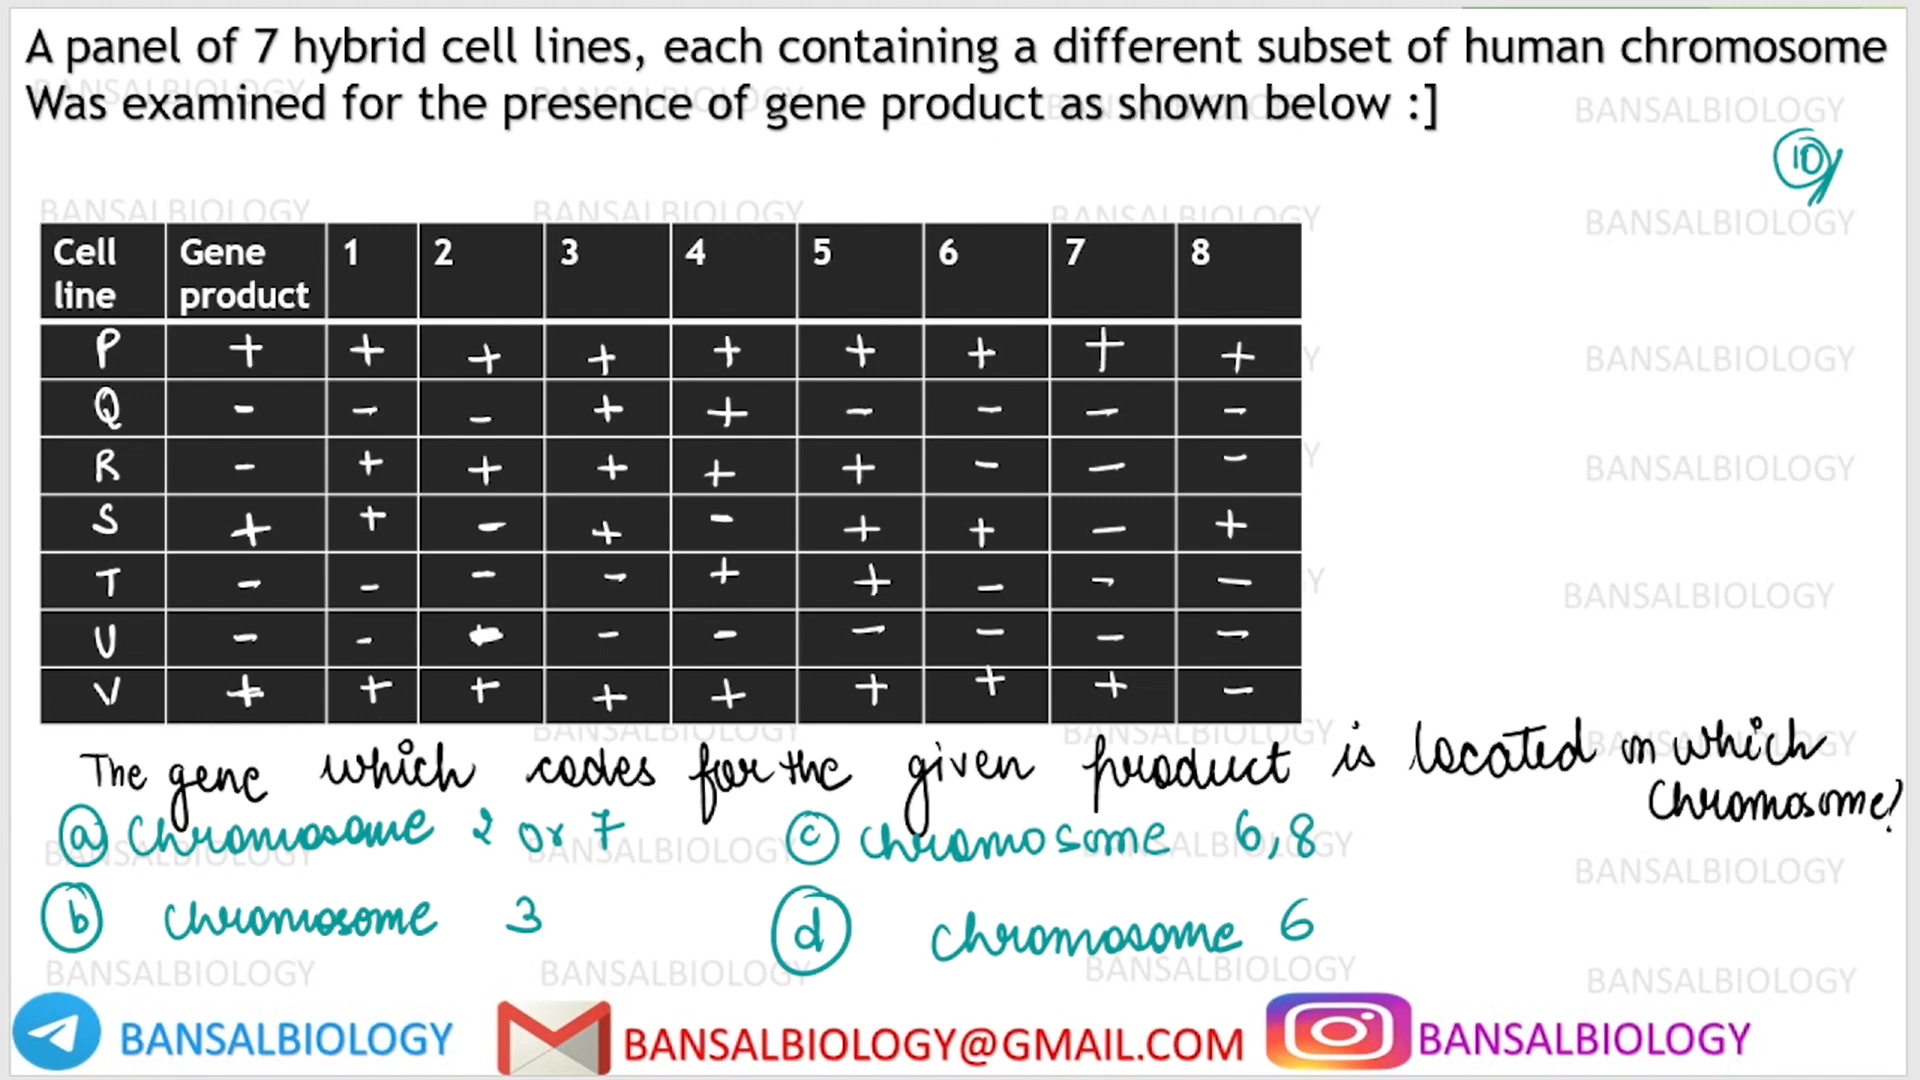 A panel of 7 hybrid cell lines, each containing a different subset of human chromosome
Was examined for the presence of gene product as shown below :]
10
Cell line Gene product 1 2 3 4 5 6 7 8
P + + + + + + + + +
Q - - - + + - - - -
R - + + + + + - - -
S + + - + - + + - +
T - - - - + + - - -
U - - - - - - - -
V + + + + + + + + -
The gene which codes for the given product is located on which
Chromosome?
(a) Chromosome 2 or 7 (c) Chromosome 6,8
(b) Chromosome 3 (d) Chromosome 6
BANSALBIOLOGY BANSALBIOLOGY@GMAIL.COM BANSALBIOLOGY